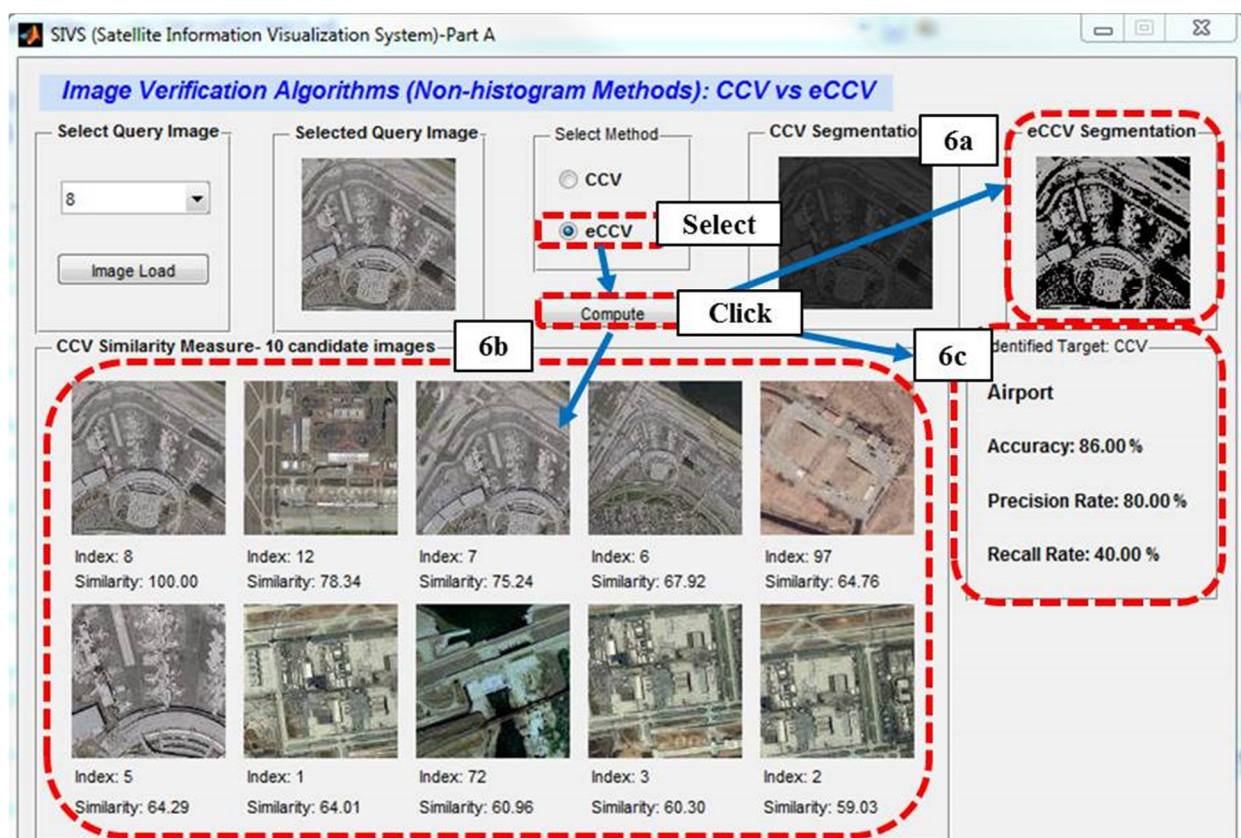 SIVS (Satellite Information Visualization System)-Part A
Image Verification Algorithms (Non-histogram Methods): CCV vs eCCV
Select Query Image
8
Image Load
Selected Query Image
Select Method
CCV
eCCV
Select
Compute
Click
CCV Segmentation
6a
eCCV Segmentation
CCV Similarity Measure- 10 candidate images
6b
Index: 8
Similarity: 100.00
Index: 12
Similarity: 78.34
Index: 7
Similarity: 75.24
Index: 6
Similarity: 67.92
Index: 97
Similarity: 64.76
Index: 5
Similarity: 64.29
Index: 1
Similarity: 64.01
Index: 72
Similarity: 60.96
Index: 3
Similarity: 60.30
Index: 2
Similarity: 59.03
6c
Identified Target: CCV
Airport
Accuracy: 86.00 %
Precision Rate: 80.00 %
Recall Rate: 40.00 %